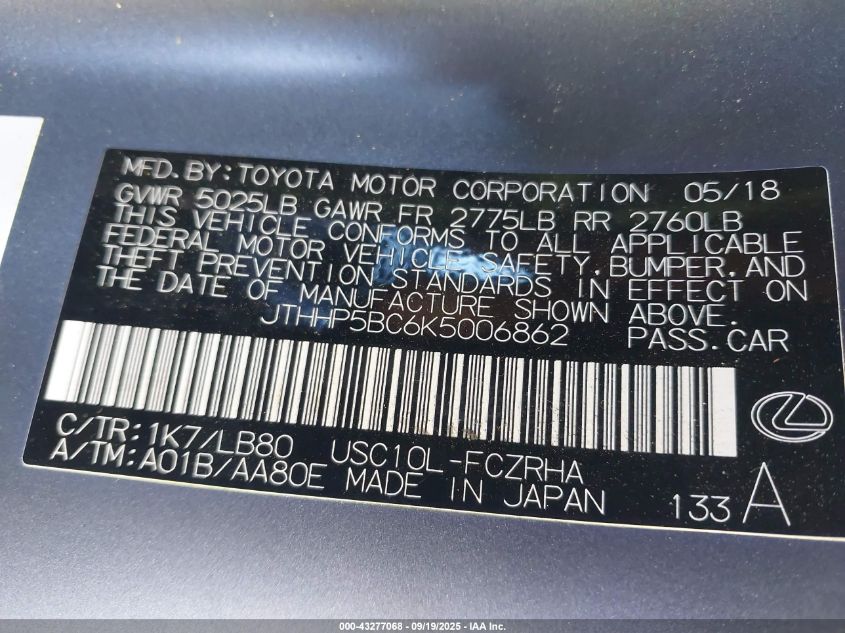 MFD.BY:TOYOTA MOTOR CORPORATION 05/18
GVWR 5025LB GAWR FR 2775LB RR 2760LB
THIS VEHICLE CONFORMS TO ALL APPLICABLE
FEDERAL MOTOR VEHICLE SAFETY,BUMPER,AND
THEFT PREVENTION STANDARDS IN EFFECT ON
THE DATE OF MANUFACTURE SHOWN ABOVE.
JTHHP5BC6K5006862 PASS.CAR
C/TR:1K7/LB80 USC10L-FCZRHA
A/TM:A01B/AA80E MADE IN JAPAN 133 A
000-43277068 - 09/19/2025 - IAA Inc.